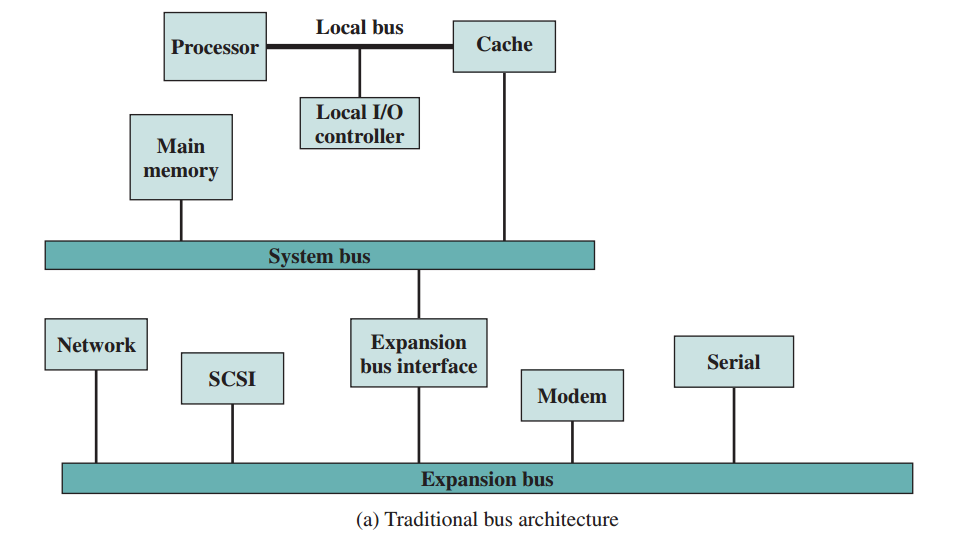 Local bus
Processor
Cache
Local I/O
controller
Main
memory
System bus
Network
SCSI
Expansion
bus interface
Modem
Serial
Expansion bus
(a) Traditional bus architecture